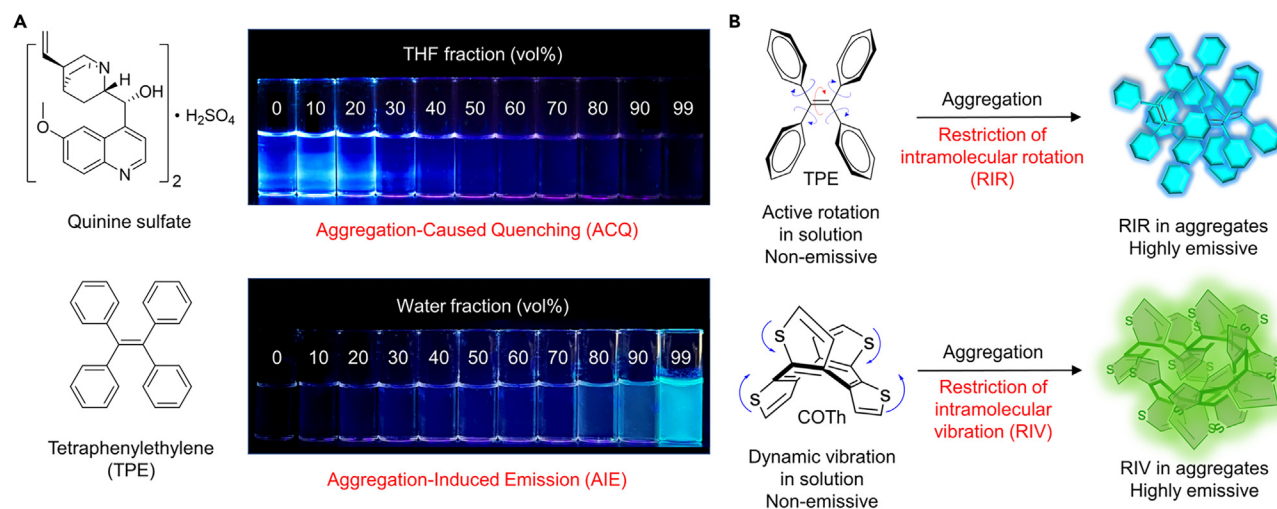 A
N
H
OH
O
N
2
• H₂SO₄
Quinine sulfate
THF fraction (vol%)
0 10 20 30 40 50 60 70 80 90 99
Aggregation-Caused Quenching (ACQ)
Tetraphenylethylene
(TPE)
Water fraction (vol%)
0 10 20 30 40 50 60 70 80 90 99
Aggregation-Induced Emission (AIE)
B
TPE
Active rotation
in solution
Non-emissive
Aggregation
Restriction of
intramolecular rotation
(RIR)
RIR in aggregates
Highly emissive
S
S
S
S
COTh
Dynamic vibration
in solution
Non-emissive
Aggregation
Restriction of
intramolecular
vibration (RIV)
RIV in aggregates
Highly emissive